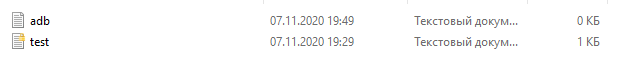 adb 07.11.2020 19:49 Текстовый докум... 0 КБ
test 07.11.2020 19:29 Текстовый докум... 1 КБ